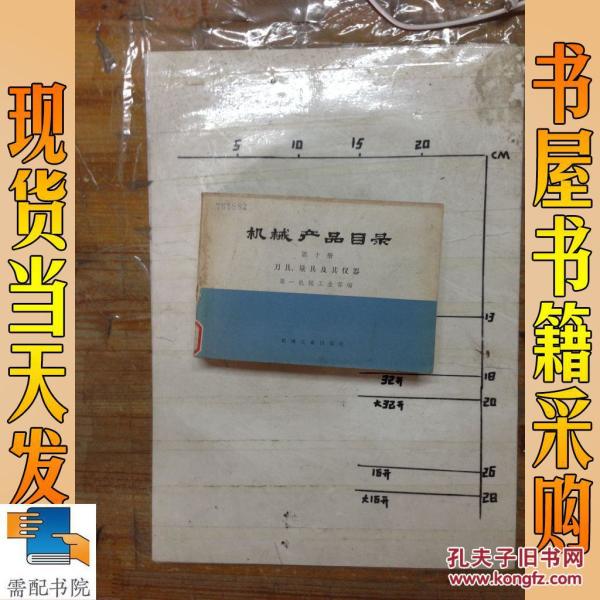 现货当天发
书屋书籍采购
5 10 15 20 CM
机械产品目录
第十册
刀具、量具及其仪器
第一机械工业部编
机械工业出版社
13
18
32开
20
大32开
16开
26
大16开
28
需配书院
孔夫子旧书网
www.kongfz.com